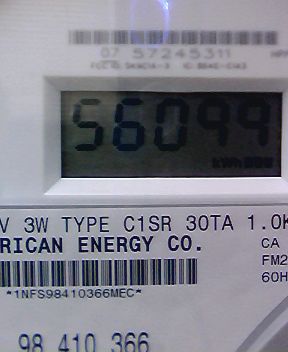 07 57245311
56099
kWh
V 3W TYPE C1SR 30TA 1.0K
RICAN ENERGY CO.
CA
FM2
60H
*1NFS98410366MEC*
98 410 366